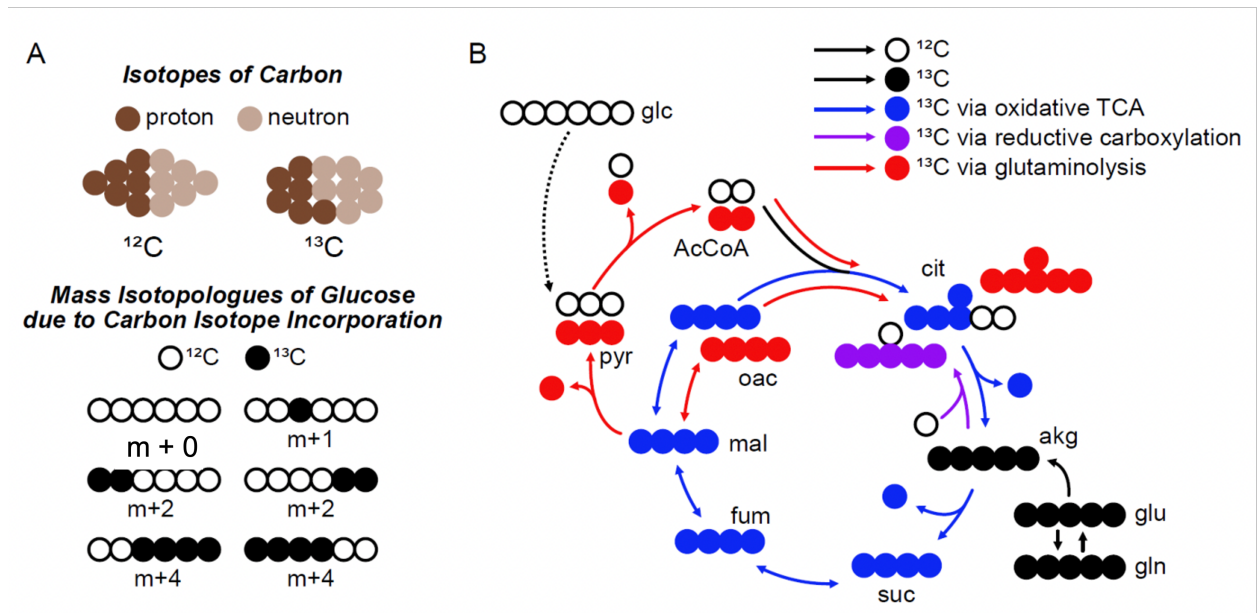 A
Isotopes of Carbon
proton
neutron
¹²C
¹³C
Mass Isotopologues of Glucose
due to Carbon Isotope Incorporation
¹²C
¹³C
m + 0
m+1
m+2
m+2
m+4
m+4
B
¹²C
¹³C
¹³C via oxidative TCA
¹³C via reductive carboxylation
¹³C via glutaminolysis
glc
AcCoA
cit
pyr
oac
mal
akg
fum
glu
gln
suc